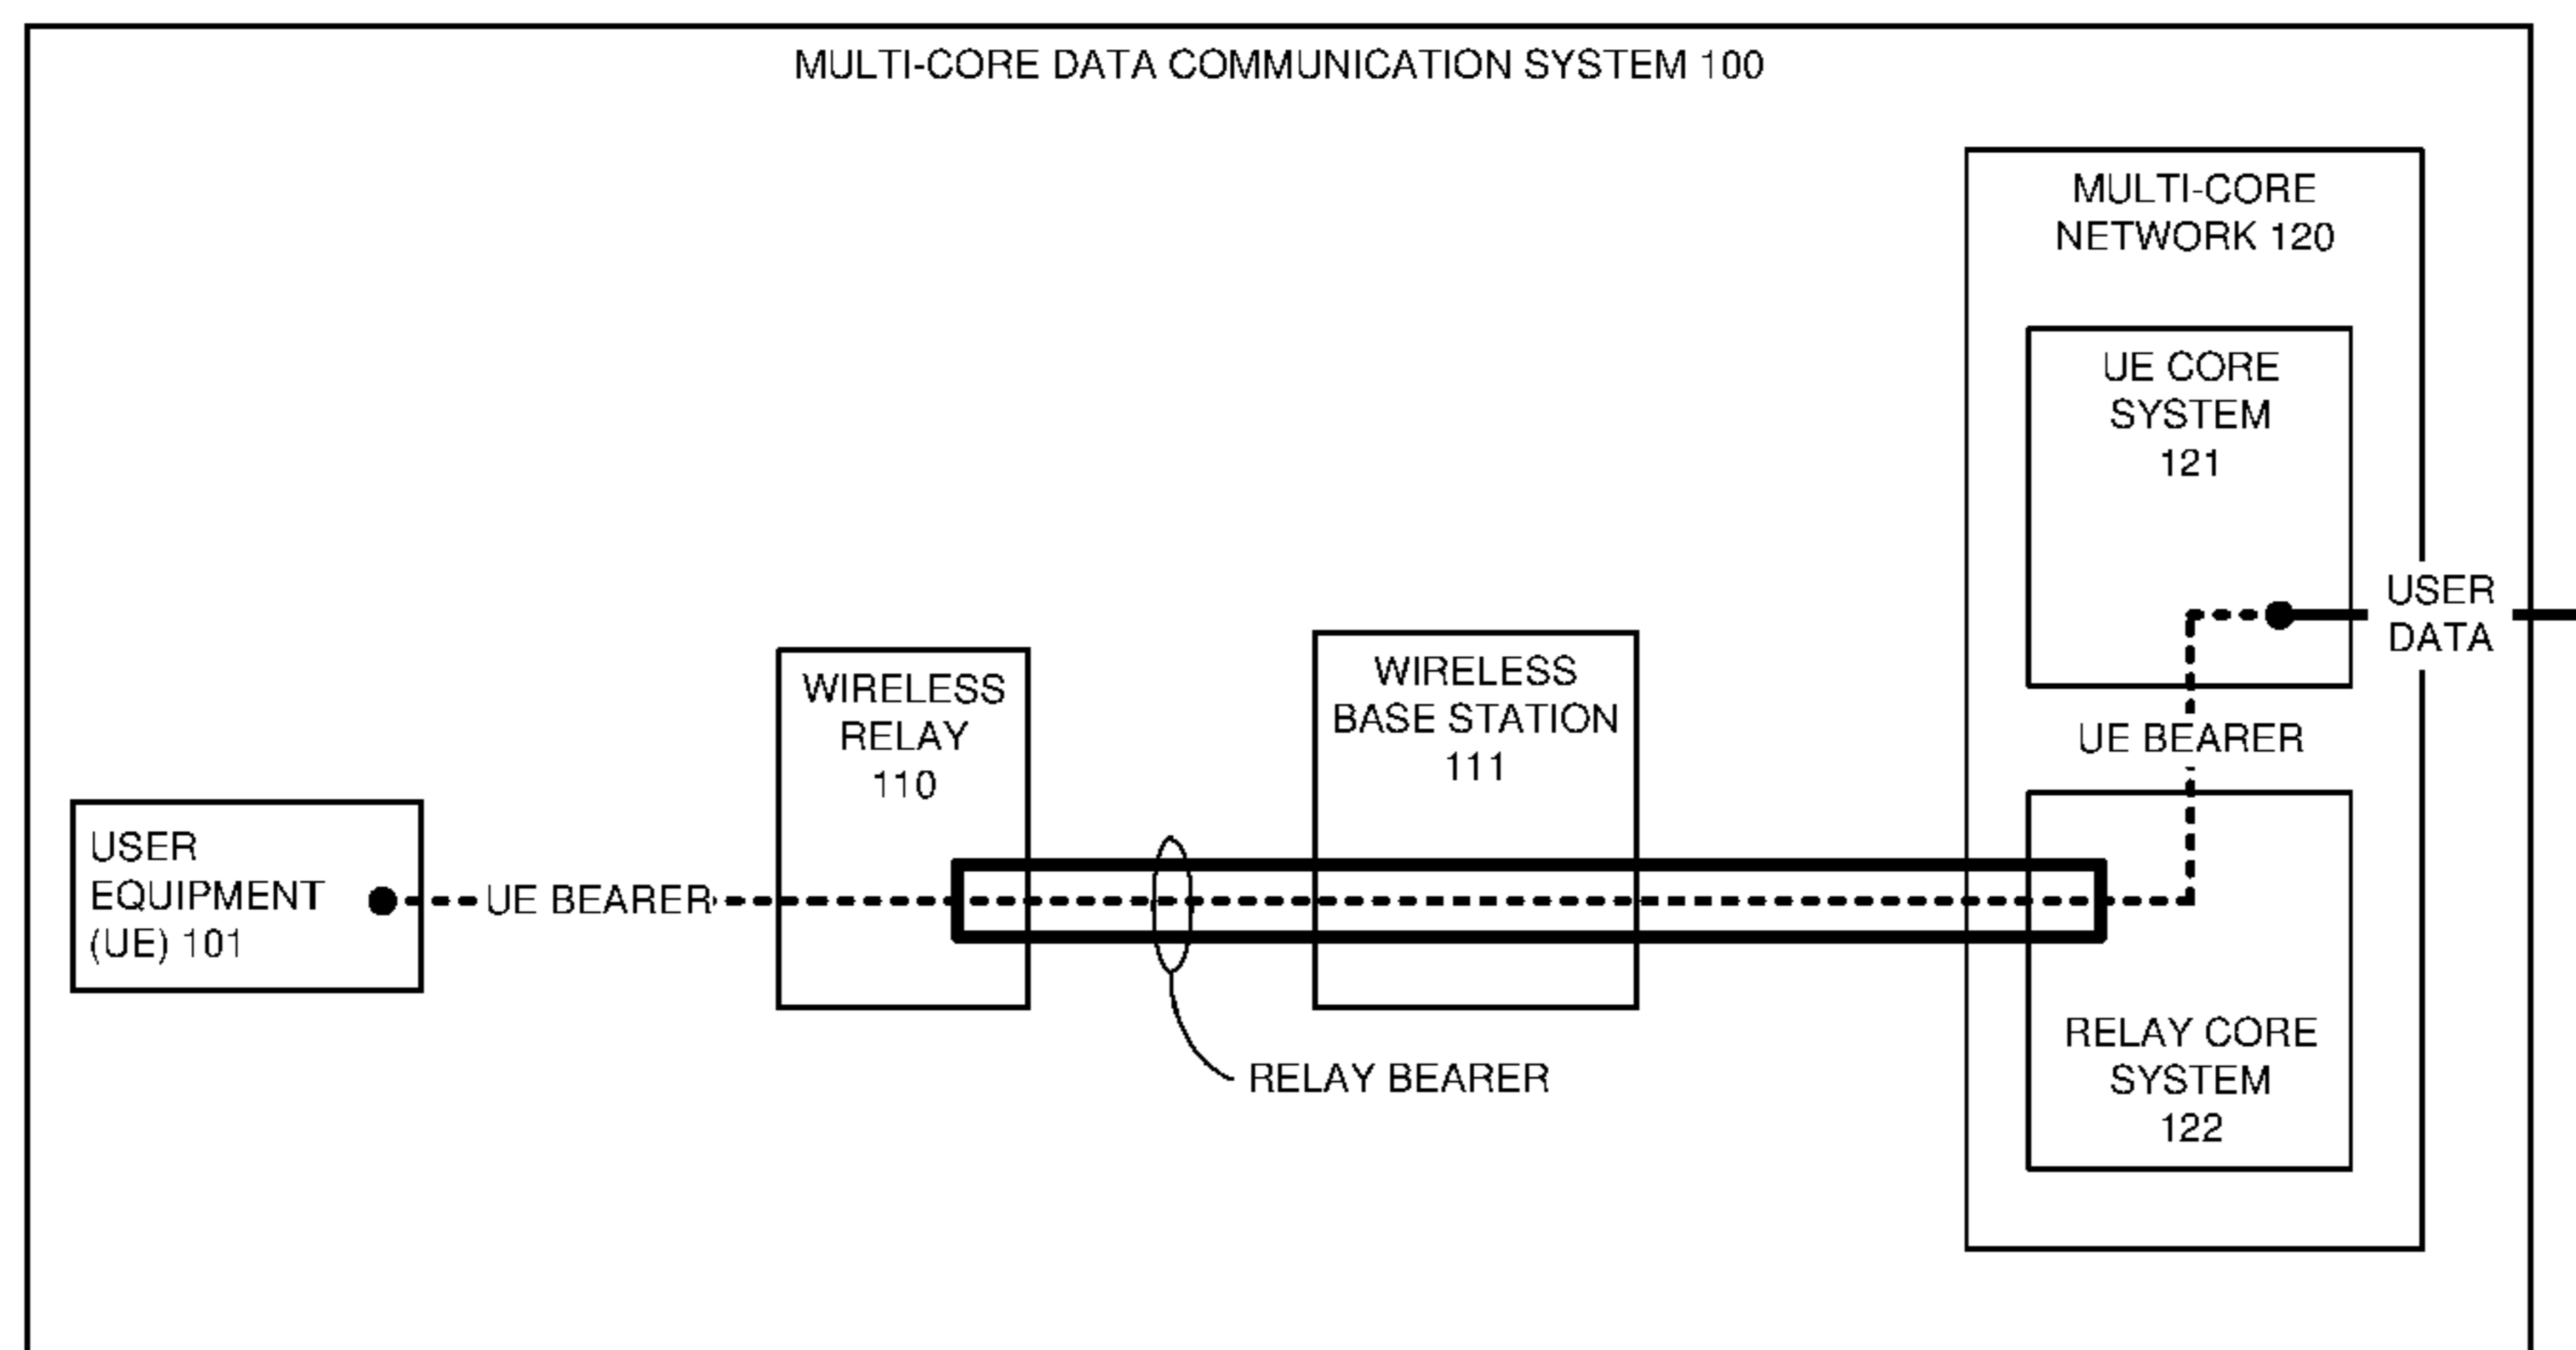 MULTI-CORE DATA COMMUNICATION SYSTEM 100
MULTI-CORE
NETWORK 120
UE CORE
SYSTEM
121
USER
DATA
UE BEARER
WIRELESS
RELAY
110
WIRELESS
BASE STATION
111
USER
EQUIPMENT
(UE) 101
UE BEARER
RELAY BEARER
RELAY CORE
SYSTEM
122